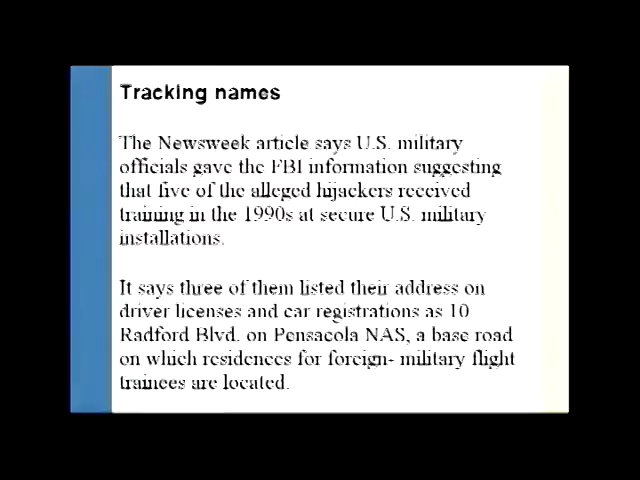 Tracking names
The Newsweek article says U.S. military
officials gave the FBI information suggesting
that five of the alleged hijackers received
training in the 1990s at secure U.S. military
installations.
It says three of them listed their address on
driver licenses and car registrations as 10
Radford Blvd. on Pensacola NAS, a base road
on which residences for foreign- military flight
trainees are located.